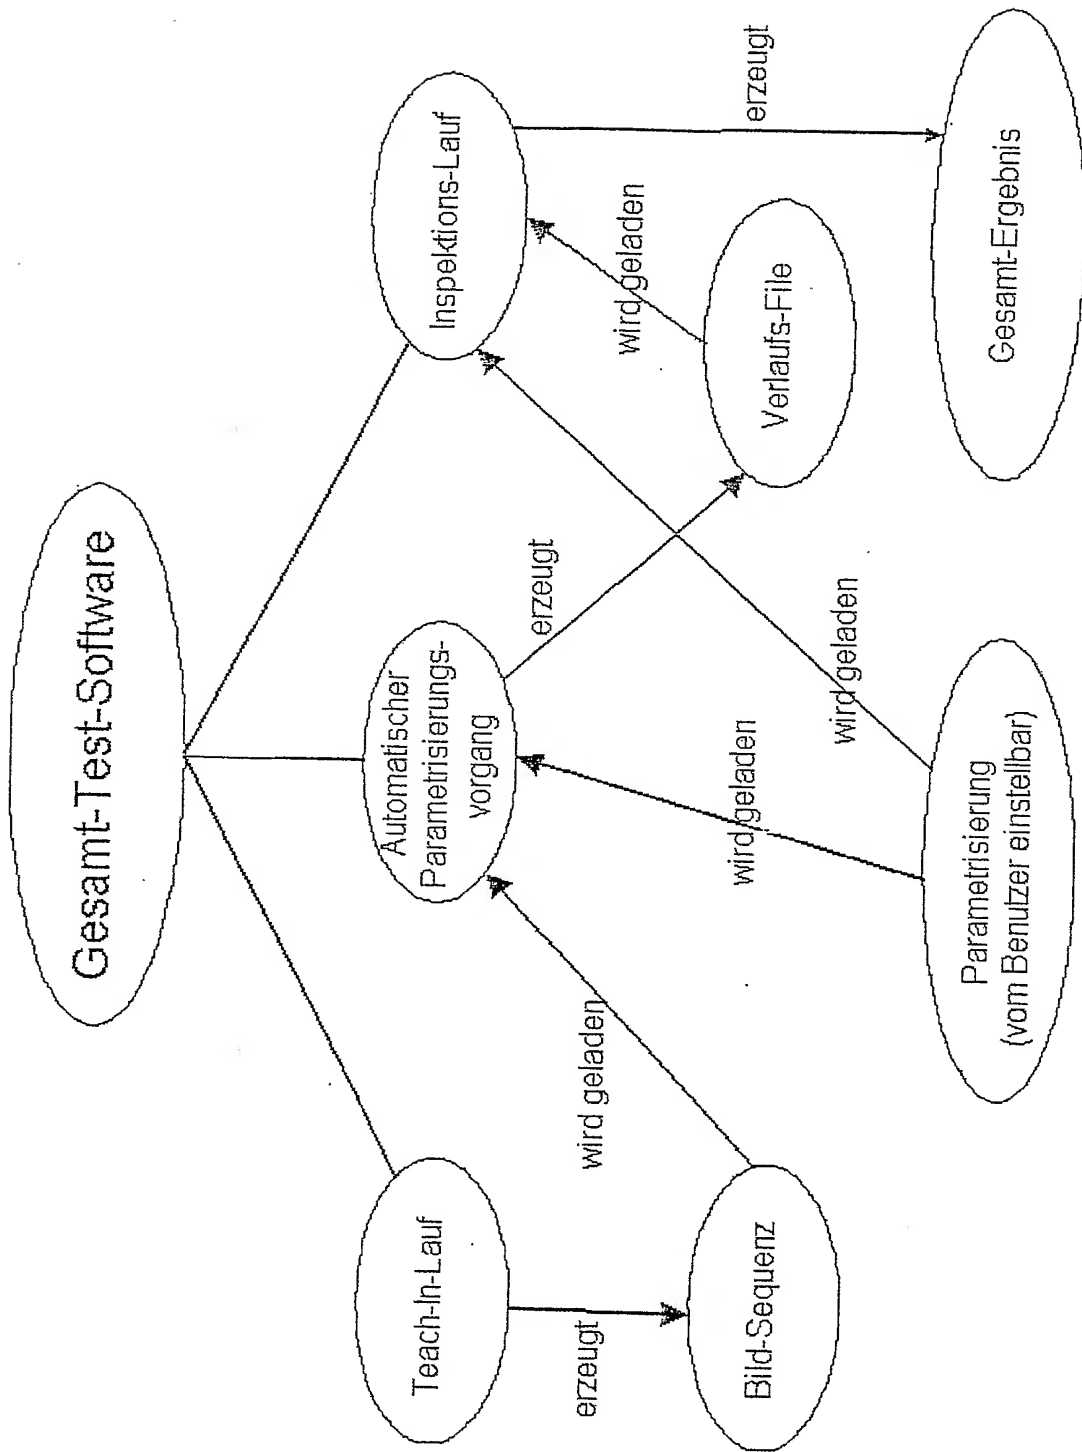 Gesamt-Test-Software
Teach-In-Lauf
Automatischer
Parametrisierungs-
vorgang
Inspektions-Lauf
erzeugt
wird geladen
erzeugt
wird geladen
erzeugt
wird geladen
wird geladen
Bild-Sequenz
Verlaufs-File
Parametrisierung
(vom Benutzer einstellbar)
Gesamt-Ergebnis